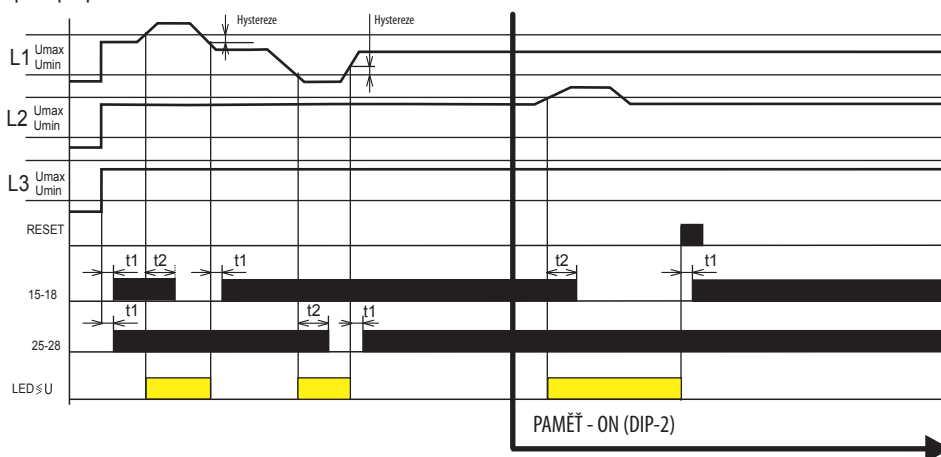 Hystereze
Hystereze
L1 Umax
Umin
L2 Umax
Umin
L3 Umax
Umin
RESET
t1 t2 t1 t2 t1
15-18
t1 t2 t1
25-28
LED≶U
PAMĚŤ - ON (DIP-2)